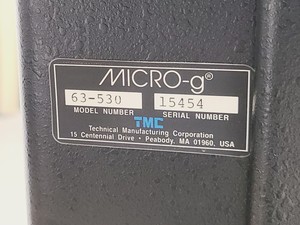 MICRO-g®
63-530 15454
MODEL NUMBER SERIAL NUMBER
TMC
Technical Manufacturing Corporation
15 Centennial Drive • Peabody, MA 01960, USA